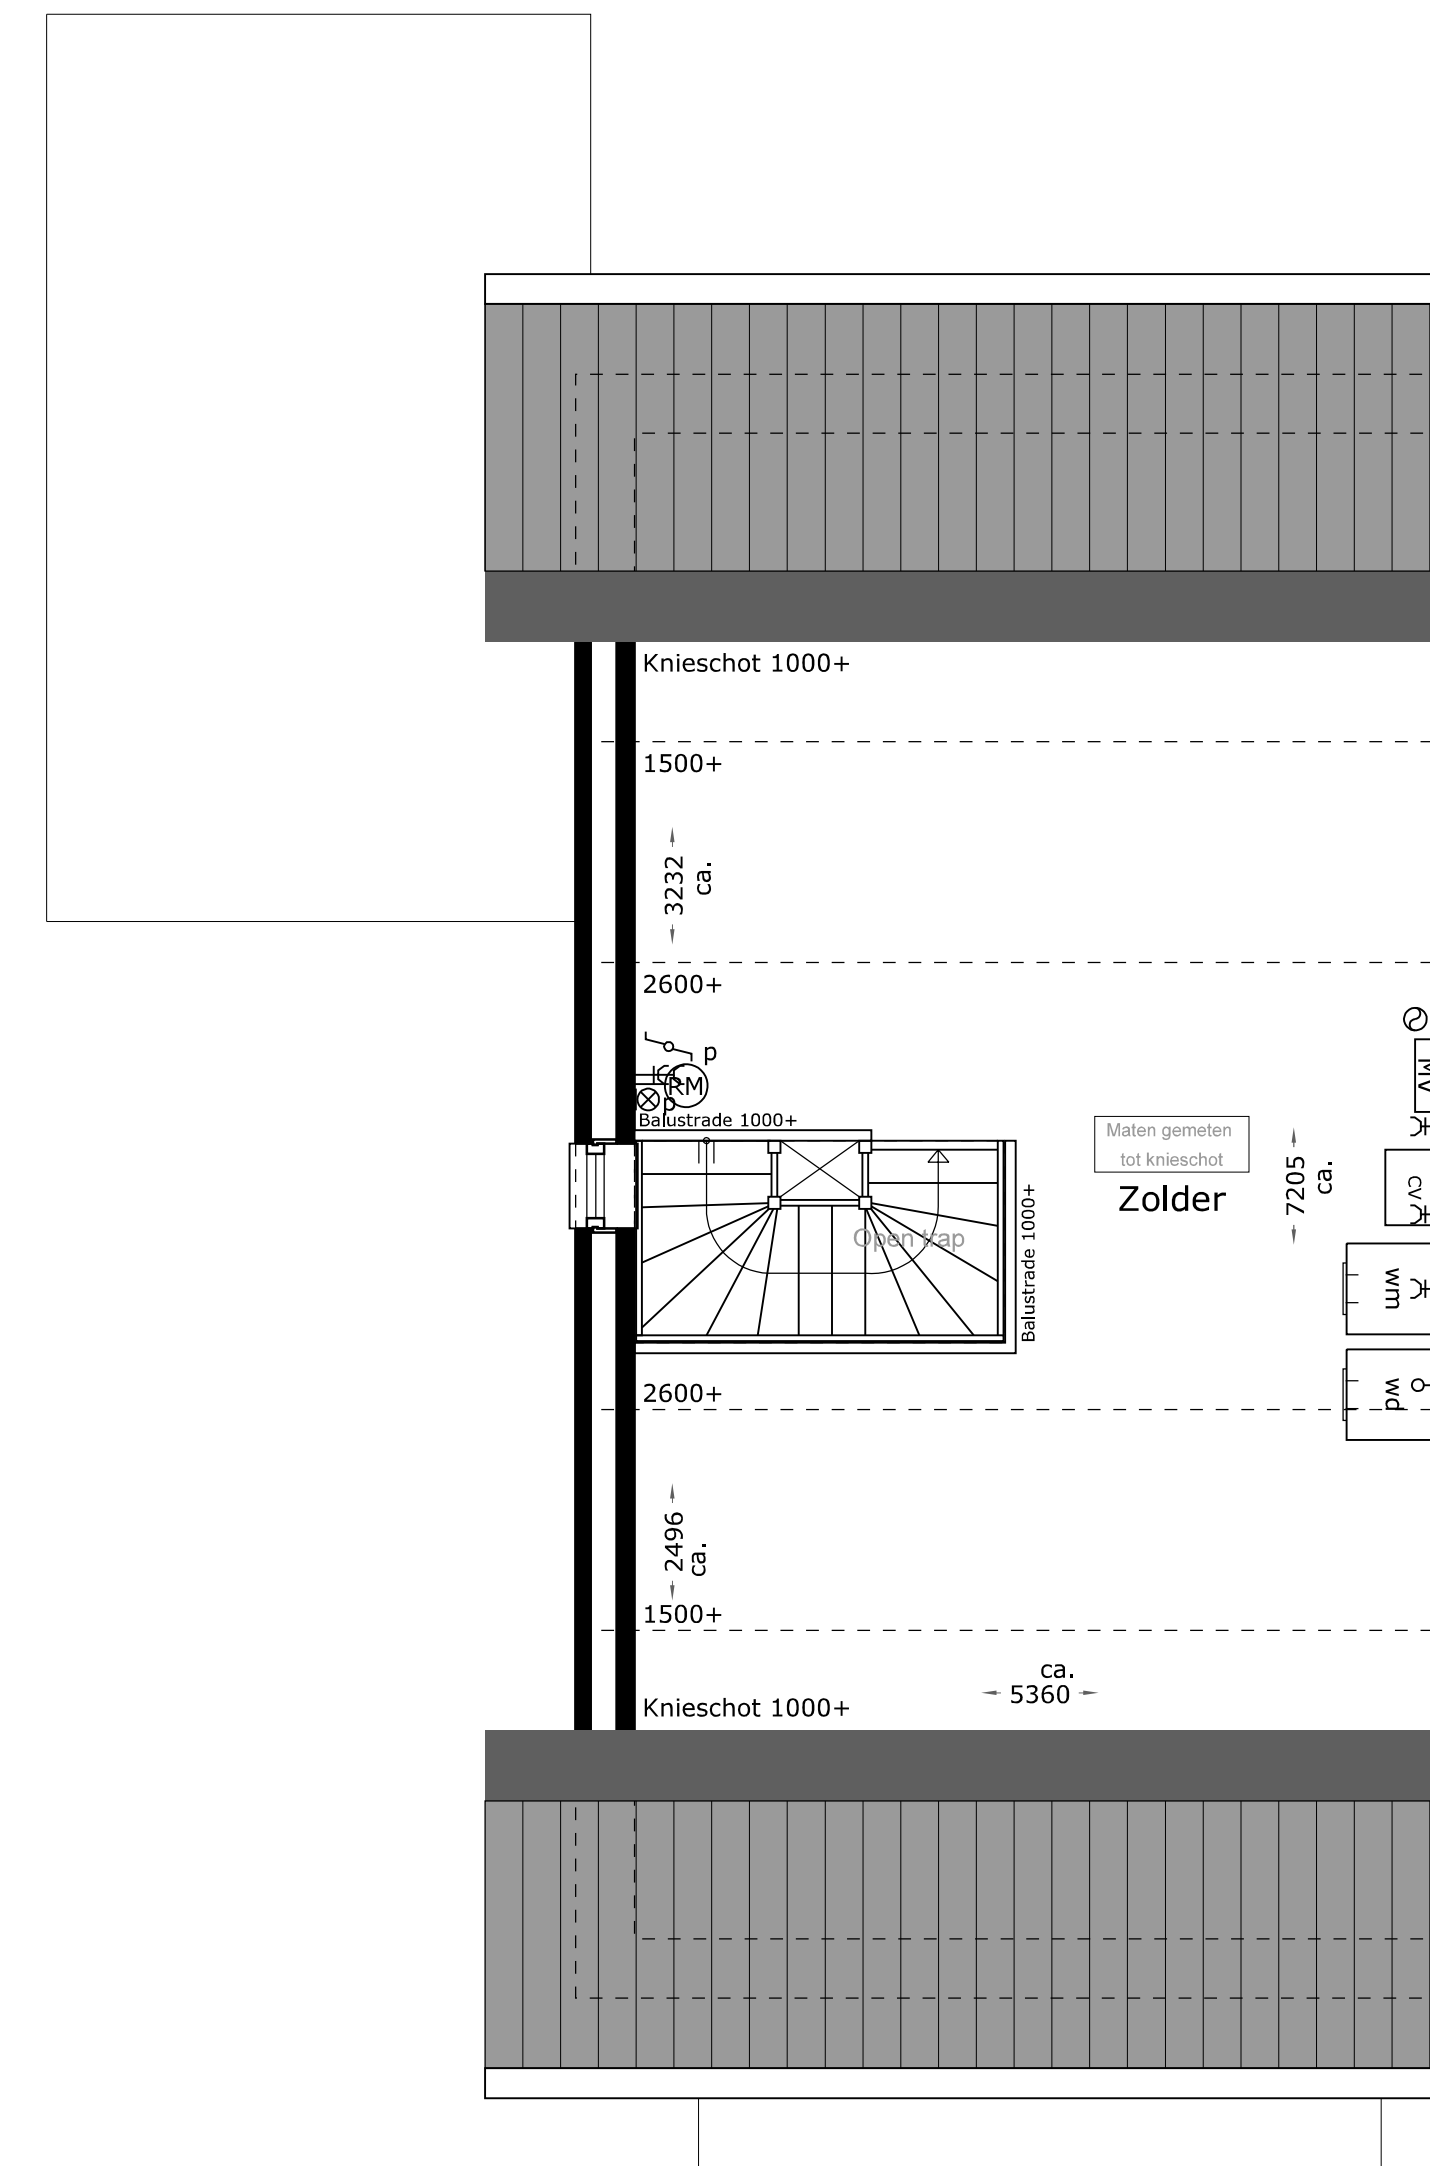 Knieschot 1000+
1500+
3232
ca.
2600+
p
RM
p
Balustrade 1000+
MV
Maten gemeten
tot knieschot
Zolder
7205
ca.
cv
Open trap
Balustrade 1000+
wm
wd
2600+
2496
ca.
1500+
ca.
5360
Knieschot 1000+